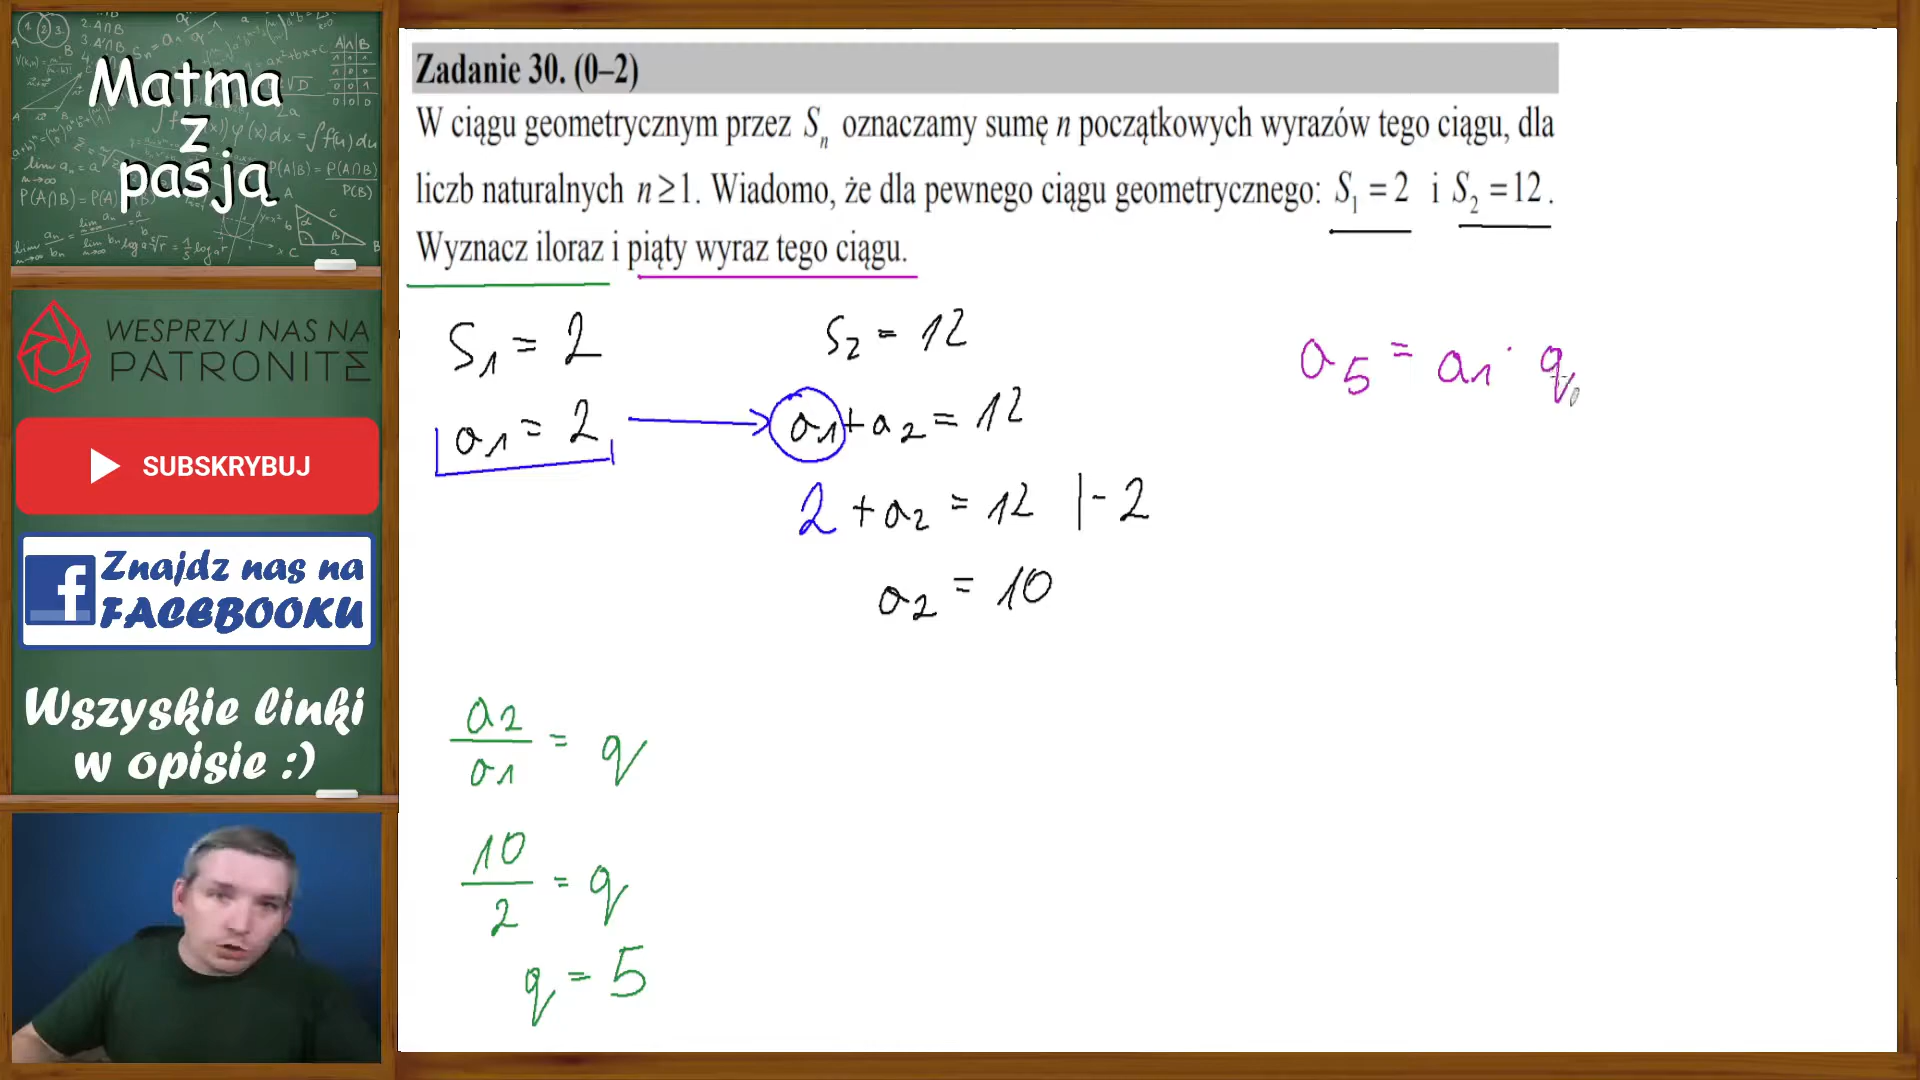 Matma
z
pasją
WESPRZYJ NAS NA
PATRONITE
SUBSKRYBUJ
Znajdz nas na
FACEBOOKU
Wszyskie linki
w opisie :)
Zadanie 30. (0–2)
W ciągu geometrycznym przez Sₙ oznaczamy sumę n początkowych wyrazów tego ciągu, dla
liczb naturalnych n ≥ 1. Wiadomo, że dla pewnego ciągu geometrycznego: S₁ = 2 i S₂ = 12.
Wyznacz iloraz i piąty wyraz tego ciągu.
S₁ = 2
a₁ = 2
S₂ = 12
a₁ + a₂ = 12
2 + a₂ = 12 | - 2
a₂ = 10
a₂/a₁ = q
10/2 = q
q = 5
a₅ = a₁ · q